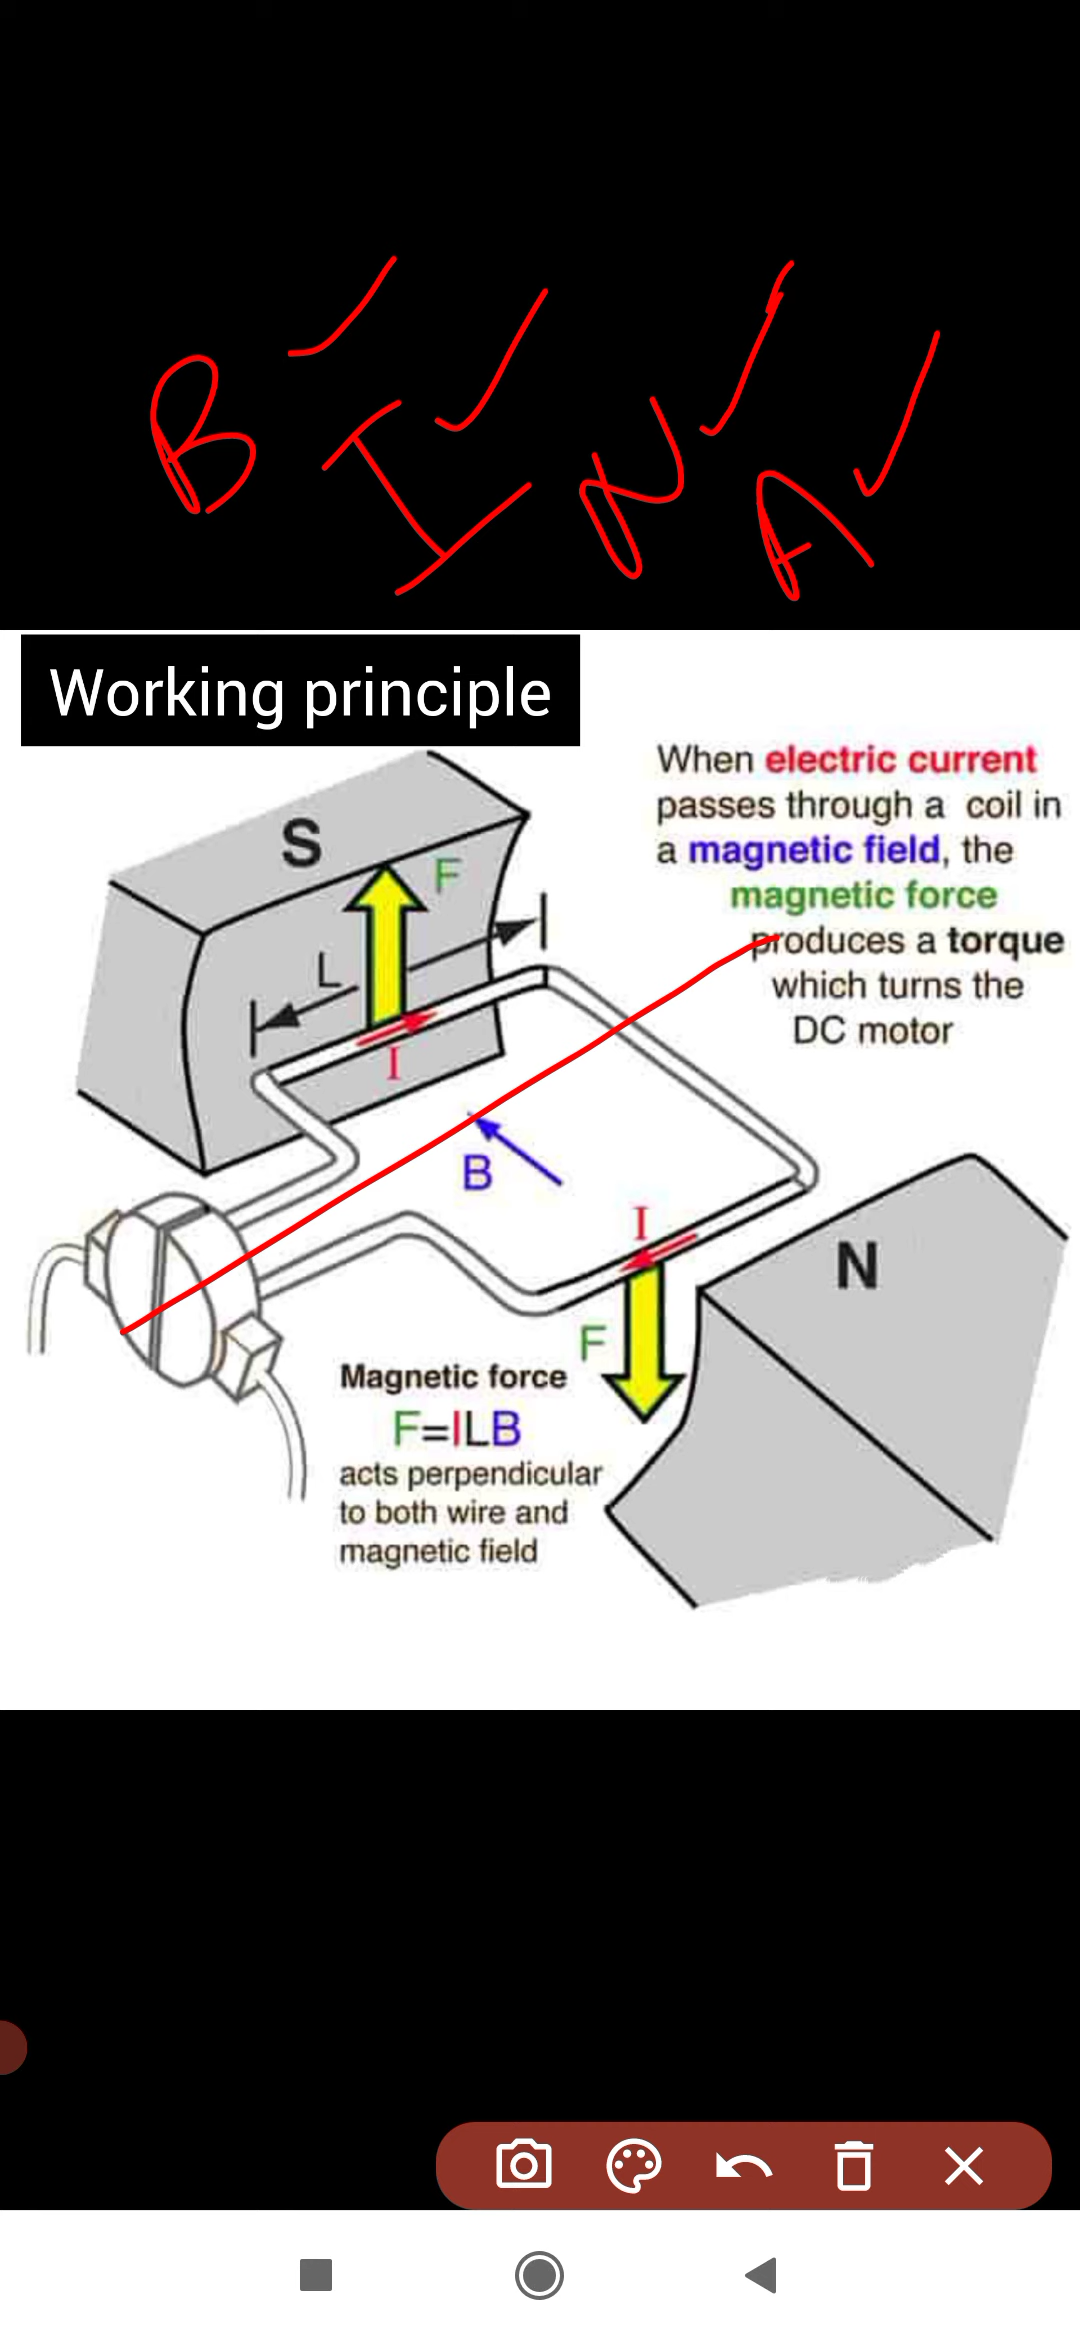 B I N A
Working principle
When electric current
passes through a coil in
a magnetic field, the
magnetic force
produces a torque
which turns the
DC motor
S
F
L
I
B
I
N
F
Magnetic force
F=ILB
acts perpendicular
to both wire and
magnetic field